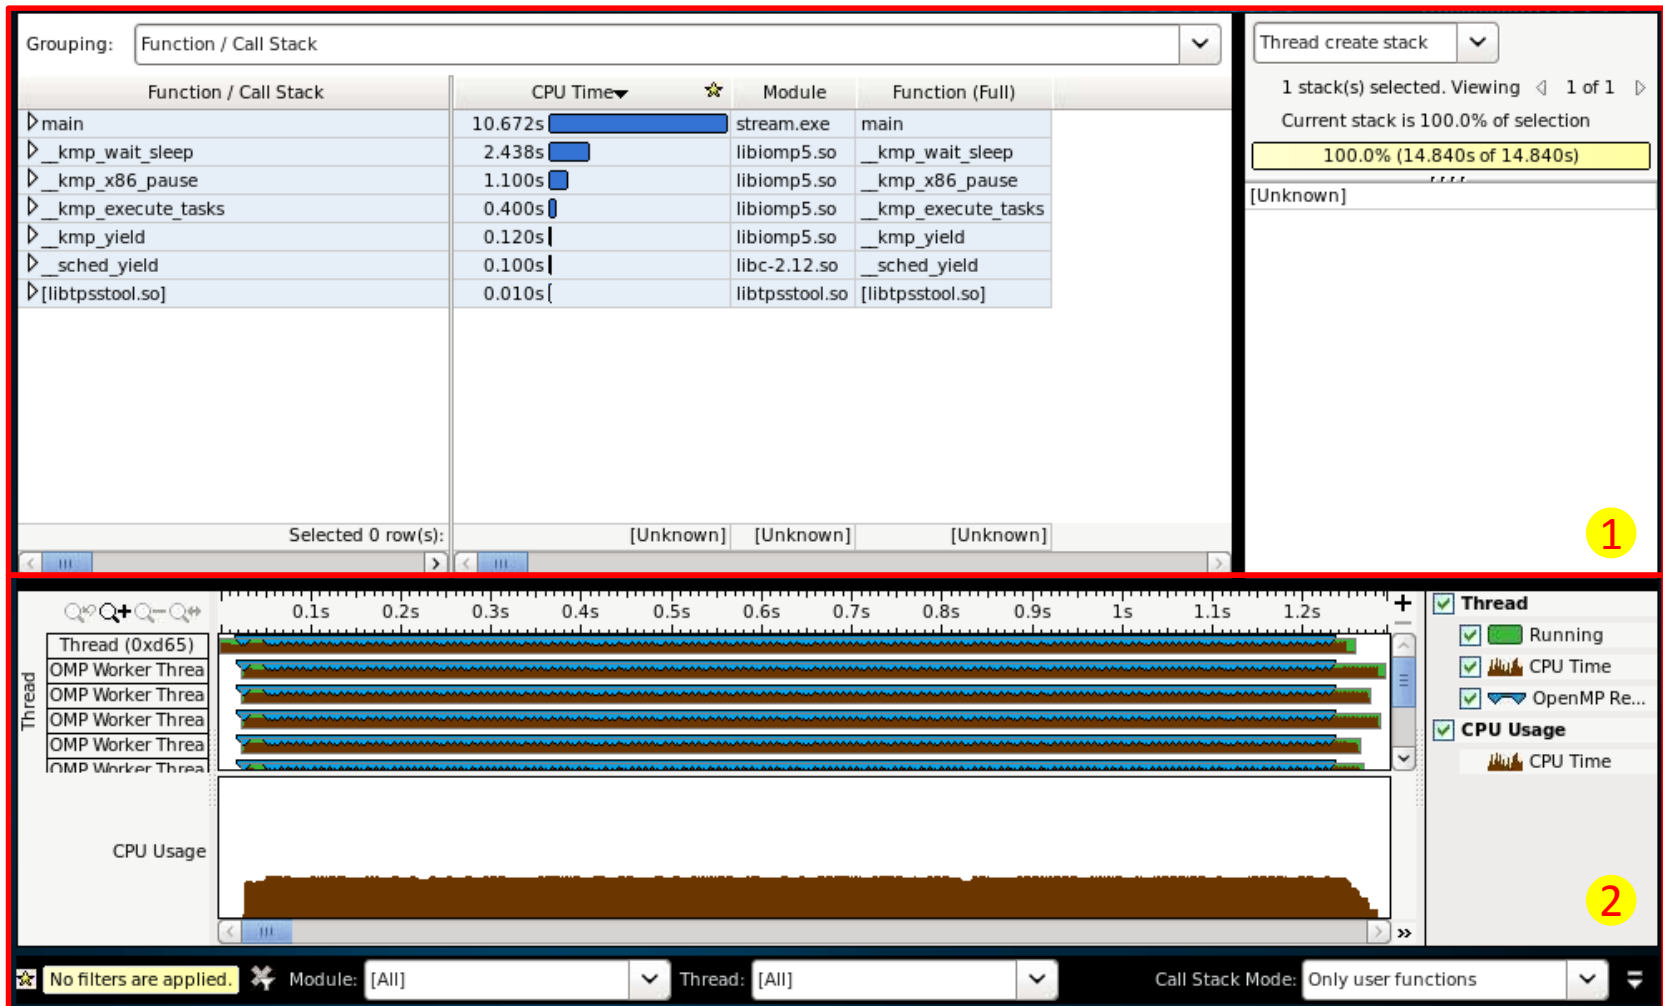 Grouping: Function / Call Stack
Function / Call Stack CPU Time Module Function (Full)
main 10.672s stream.exe main
__kmp_wait_sleep 2.438s libiomp5.so __kmp_wait_sleep
__kmp_x86_pause 1.100s libiomp5.so __kmp_x86_pause
__kmp_execute_tasks 0.400s libiomp5.so __kmp_execute_tasks
__kmp_yield 0.120s libiomp5.so __kmp_yield
__sched_yield 0.100s libc-2.12.so __sched_yield
[libtpsstool.so] 0.010s libtpsstool.so [libtpsstool.so]
Selected 0 row(s): [Unknown] [Unknown] [Unknown]
Thread create stack
1 stack(s) selected. Viewing 1 of 1
Current stack is 100.0% of selection
100.0% (14.840s of 14.840s)
[Unknown]
1
0.1s 0.2s 0.3s 0.4s 0.5s 0.6s 0.7s 0.8s 0.9s 1s 1.1s 1.2s
Thread
Thread (0xd65)
OMP Worker Threa
OMP Worker Threa
OMP Worker Threa
OMP Worker Threa
OMP Worker Threa
CPU Usage
Thread
Running
CPU Time
OpenMP Re...
CPU Usage
CPU Time
2
No filters are applied. Module: [All] Thread: [All] Call Stack Mode: Only user functions